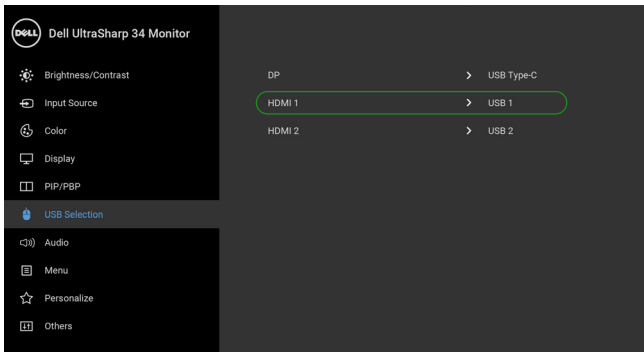 DELL Dell UltraSharp 34 Monitor
Brightness/Contrast
Input Source
Color
Display
PIP/PBP
USB Selection
Audio
Menu
Personalize
Others
DP > USB Type-C
HDMI 1 > USB 1
HDMI 2 > USB 2